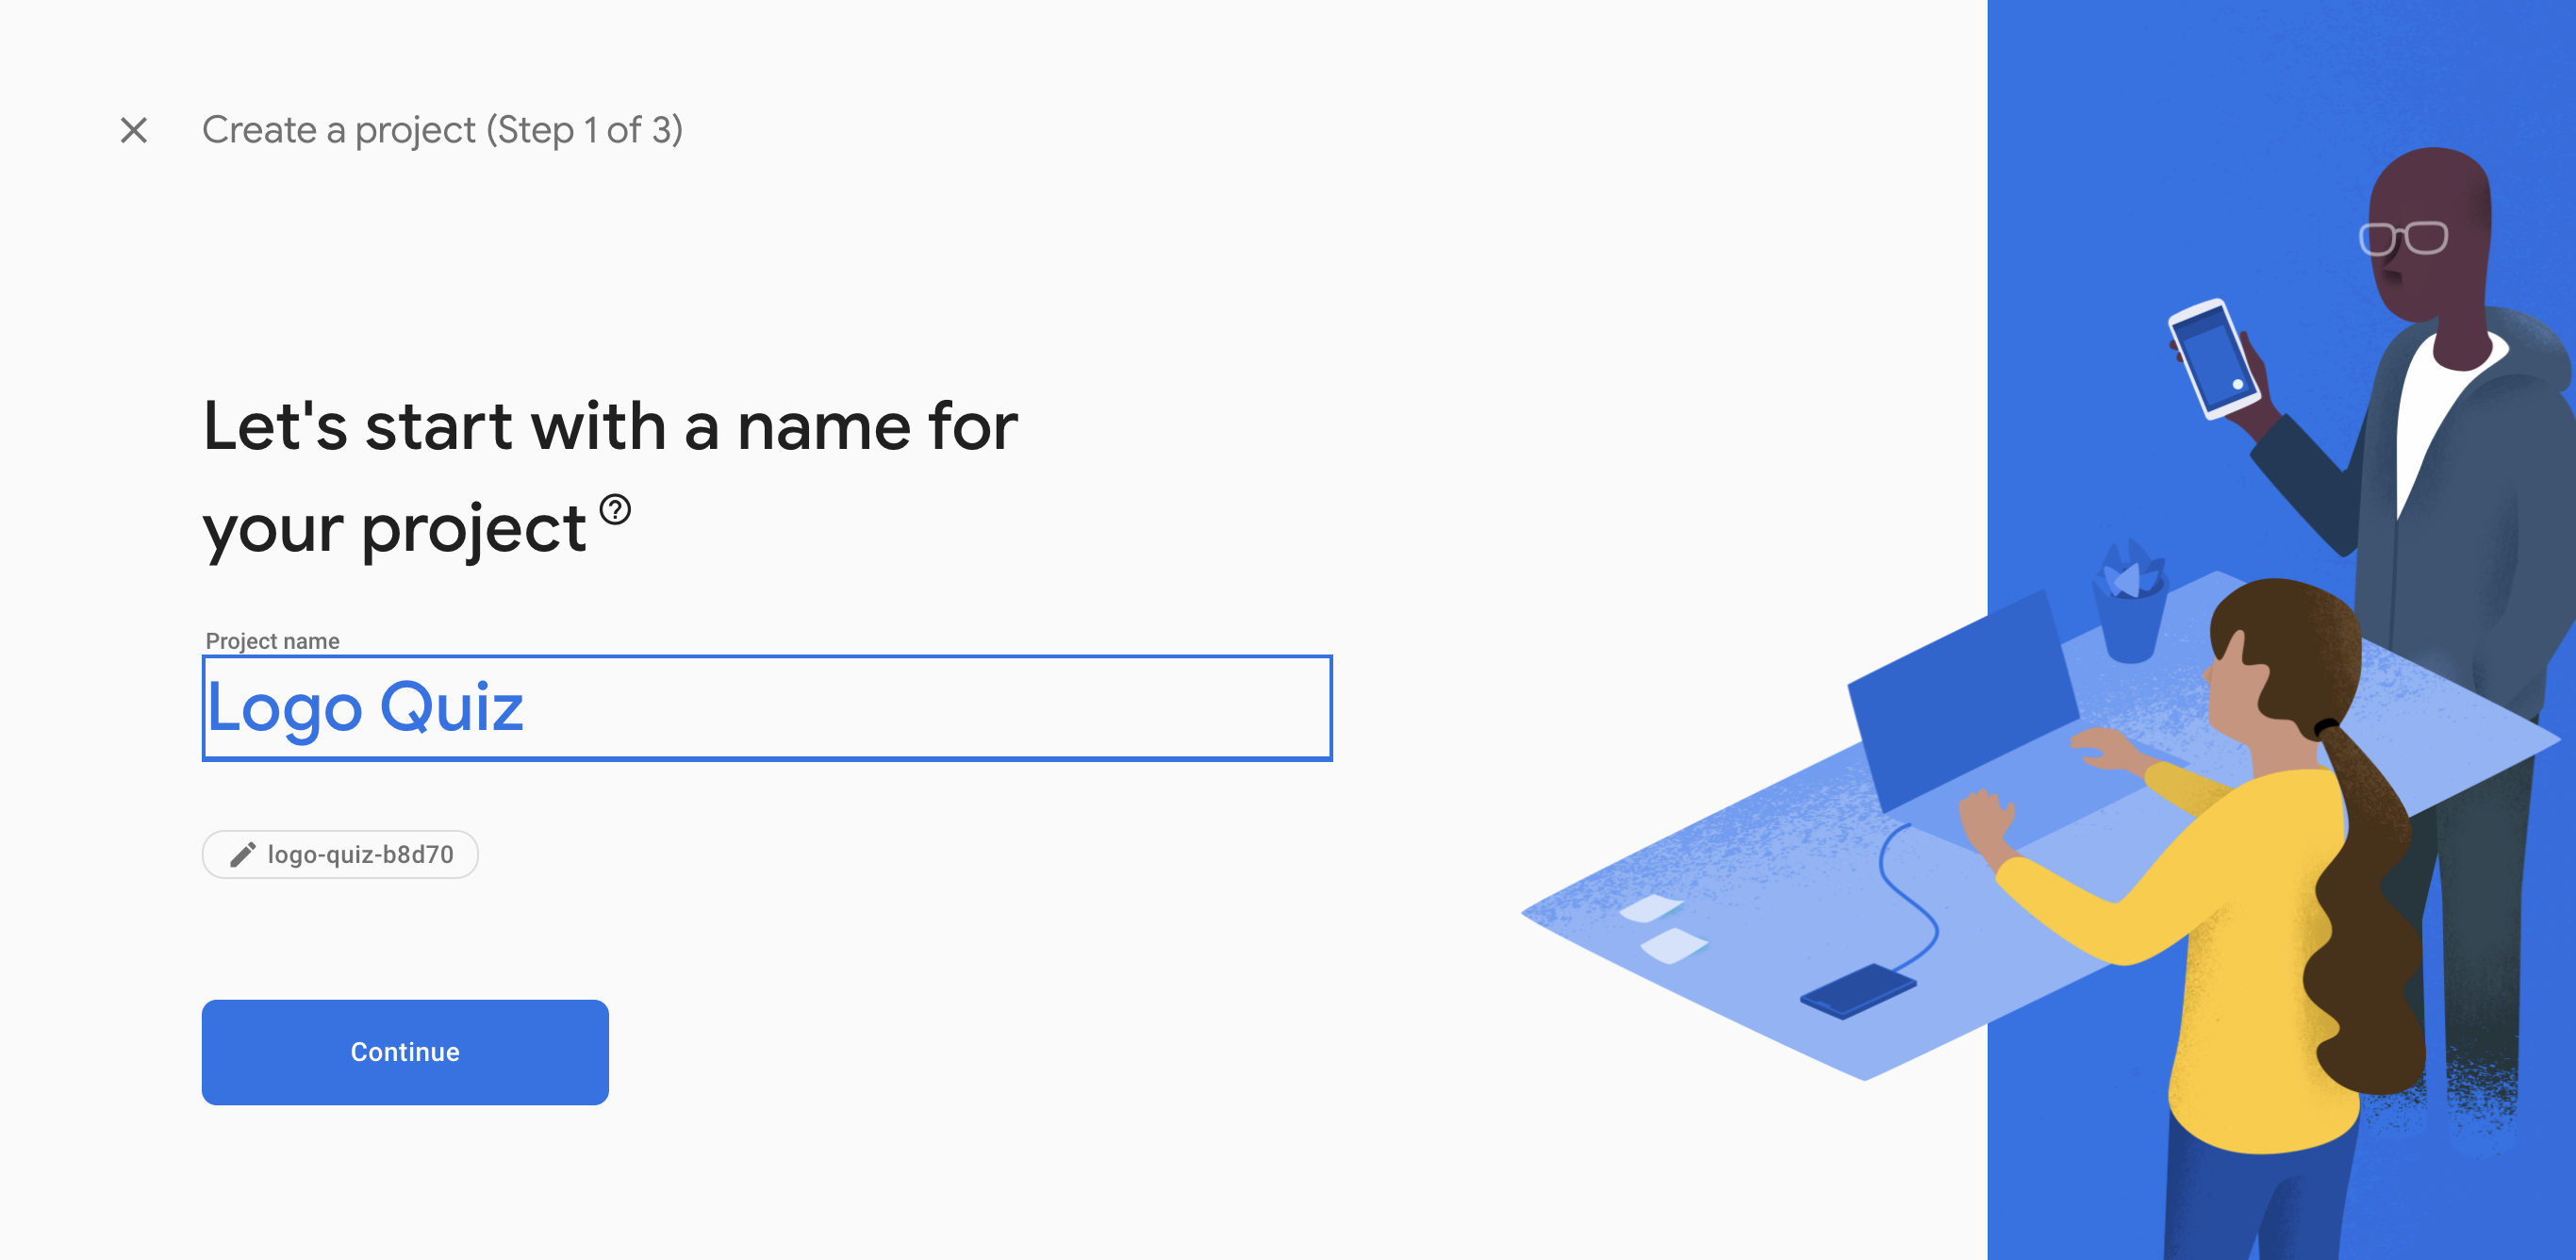 Create a project (Step 1 of 3)
Let's start with a name for
your project
Project name
Logo Quiz
logo-quiz-b8d70
Continue